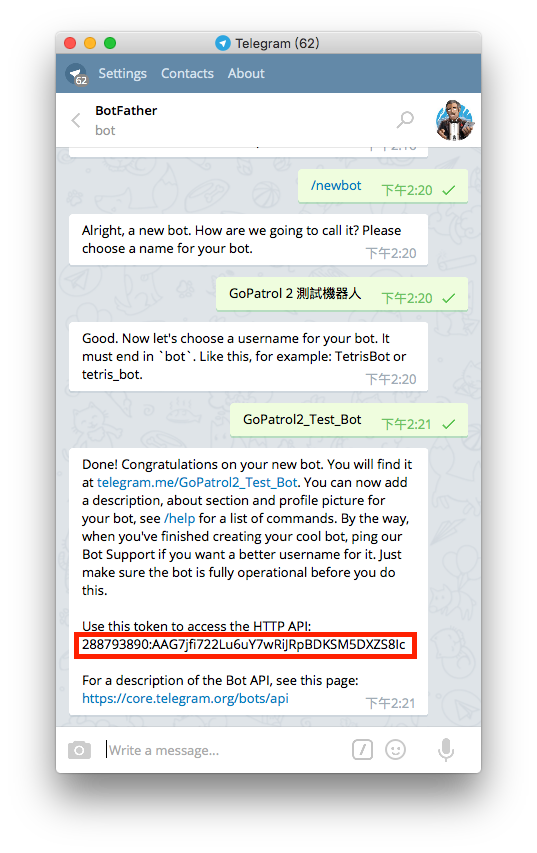 Telegram (62)
62 Settings Contacts About
BotFather
bot
/newbot 下午2:20
Alright, a new bot. How are we going to call it? Please
choose a name for your bot.
下午2:20
GoPatrol 2 測試機器人 下午2:20
Good. Now let's choose a username for your bot. It
must end in `bot`. Like this, for example: TetrisBot or
tetris_bot.
下午2:20
GoPatrol2_Test_Bot 下午2:21
Done! Congratulations on your new bot. You will find it
at telegram.me/GoPatrol2_Test_Bot. You can now add
a description, about section and profile picture for
your bot, see /help for a list of commands. By the way,
when you've finished creating your cool bot, ping our
Bot Support if you want a better username for it. Just
make sure the bot is fully operational before you do
this.
Use this token to access the HTTP API:
288793890:AAG7jfi722Lu6uY7wRiJRpBDKSM5DXZS8Ic
For a description of the Bot API, see this page:
https://core.telegram.org/bots/api
下午2:21
Write a message...